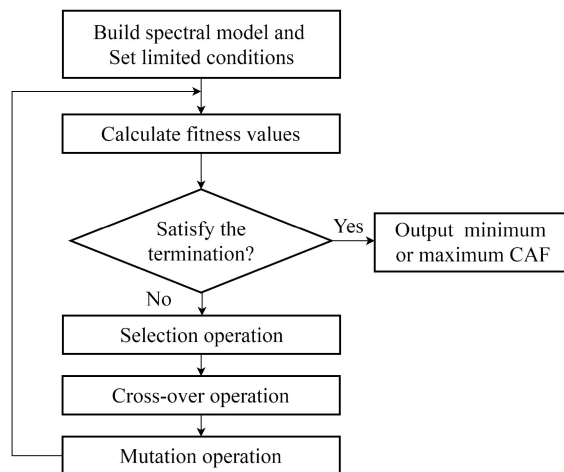 Build spectral model and
Set limited conditions
Calculate fitness values
Satisfy the
termination?
Yes
Output minimum
or maximum CAF
No
Selection operation
Cross-over operation
Mutation operation